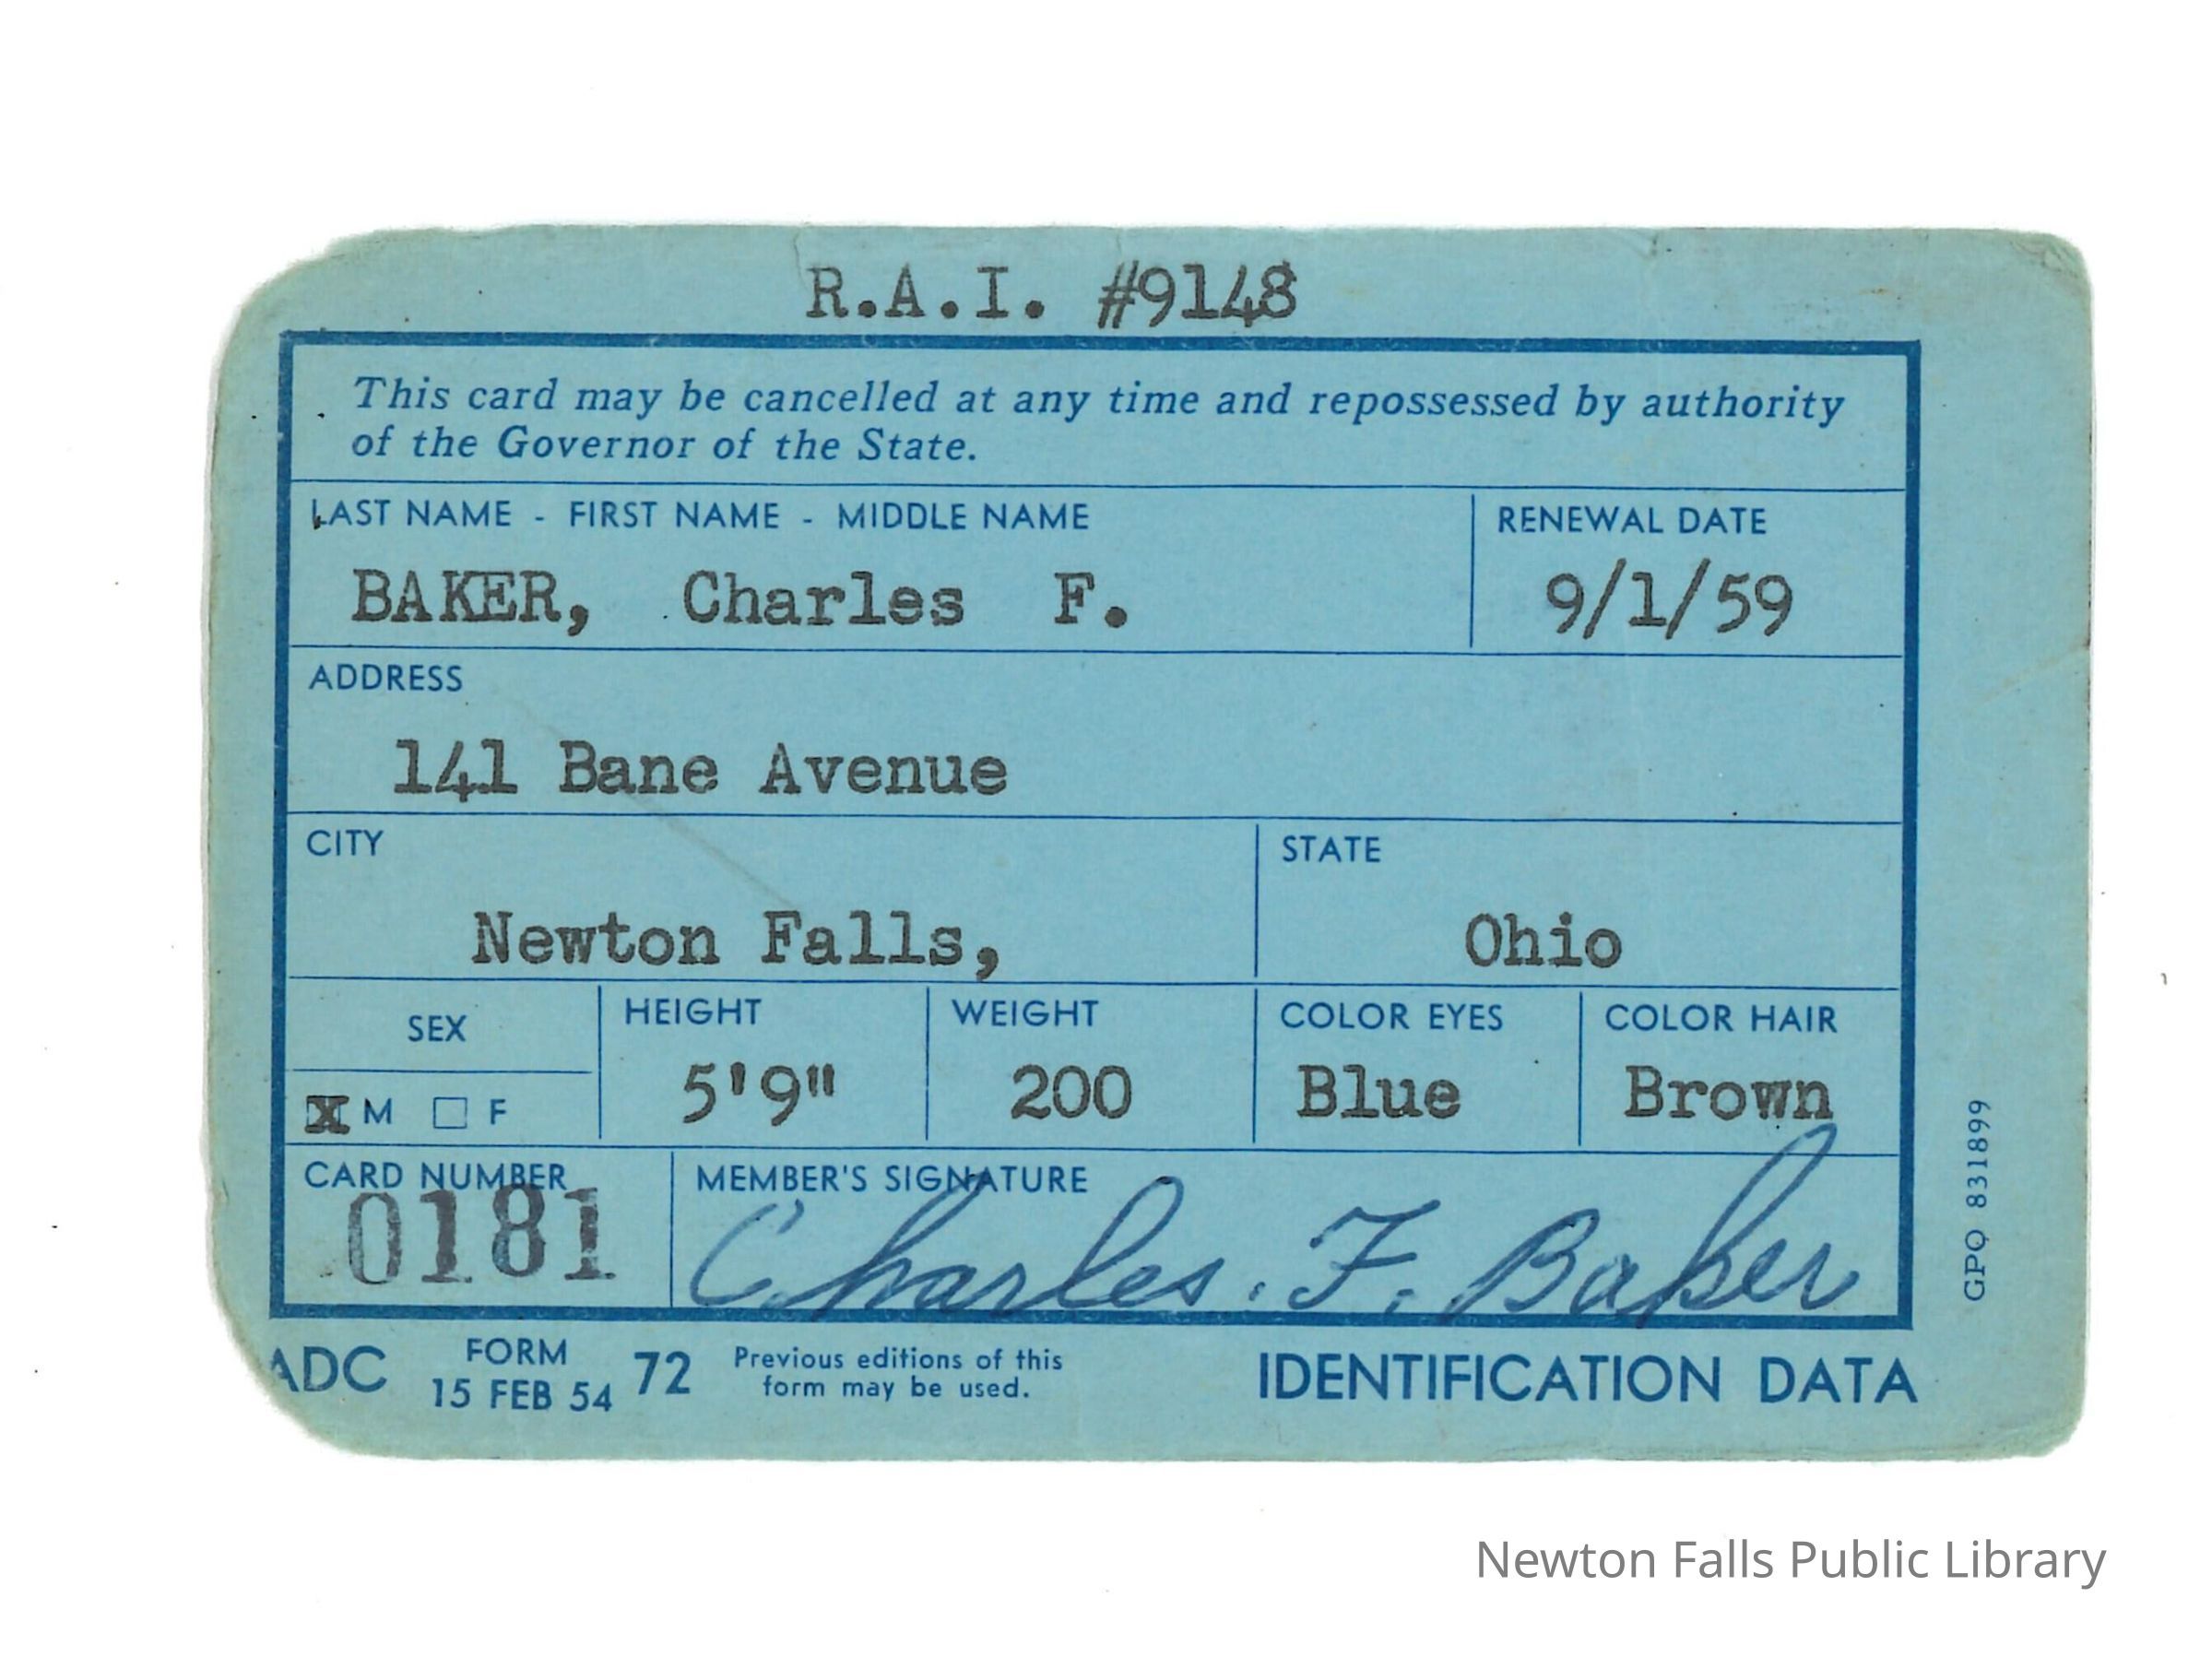 R.A.I. #9148
This card may be cancelled at any time and repossessed by authority
of the Governor of the State.
LAST NAME - FIRST NAME - MIDDLE NAME
BAKER, Charles F.
RENEWAL DATE
9/1/59
ADDRESS
141 Bane Avenue
CITY
Newton Falls,
STATE
Ohio
SEX
X M □ F
HEIGHT
5'9"
WEIGHT
200
COLOR EYES
Blue
COLOR HAIR
Brown
CARD NUMBER
0181
MEMBER'S SIGNATURE
Charles. F. Baker
GPO 831899
ADC FORM 72
15 FEB 54
Previous editions of this
form may be used.
IDENTIFICATION DATA
Newton Falls Public Library